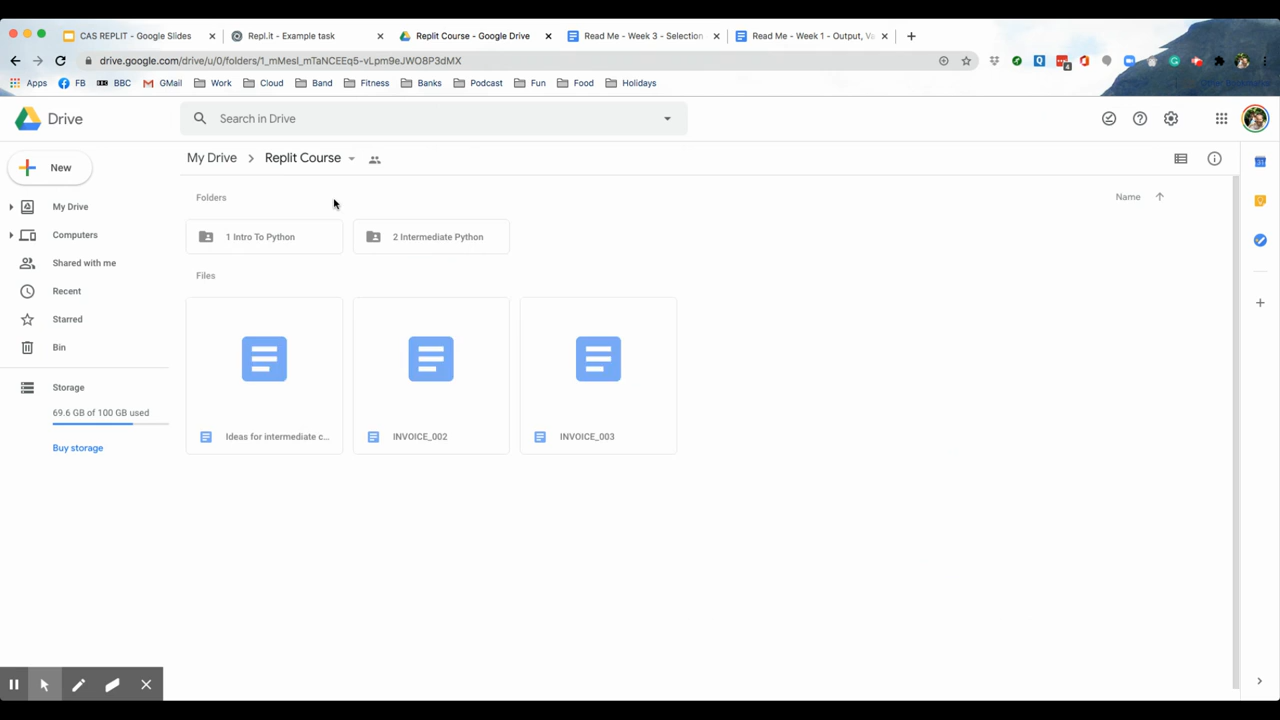 CAS REPLIT - Google Slides
Repl.it - Example task
Replit Course - Google Drive
Read Me - Week 3 - Selection
Read Me - Week 1 - Output, Va
drive.google.com/drive/u/0/folders/1_mMesl_mTaNCEEq5-vLpm9eJWO8P3dMX
Apps FB BBC GMail Work Cloud Band Fitness Banks Podcast Fun Food Holidays
Drive
Search in Drive
New
My Drive
Computers
Shared with me
Recent
Starred
Bin
Storage
69.6 GB of 100 GB used
Buy storage
My Drive > Replit Course
Folders
Name
1 Intro To Python
2 Intermediate Python
Files
Ideas for intermediate c...
INVOICE_002
INVOICE_003